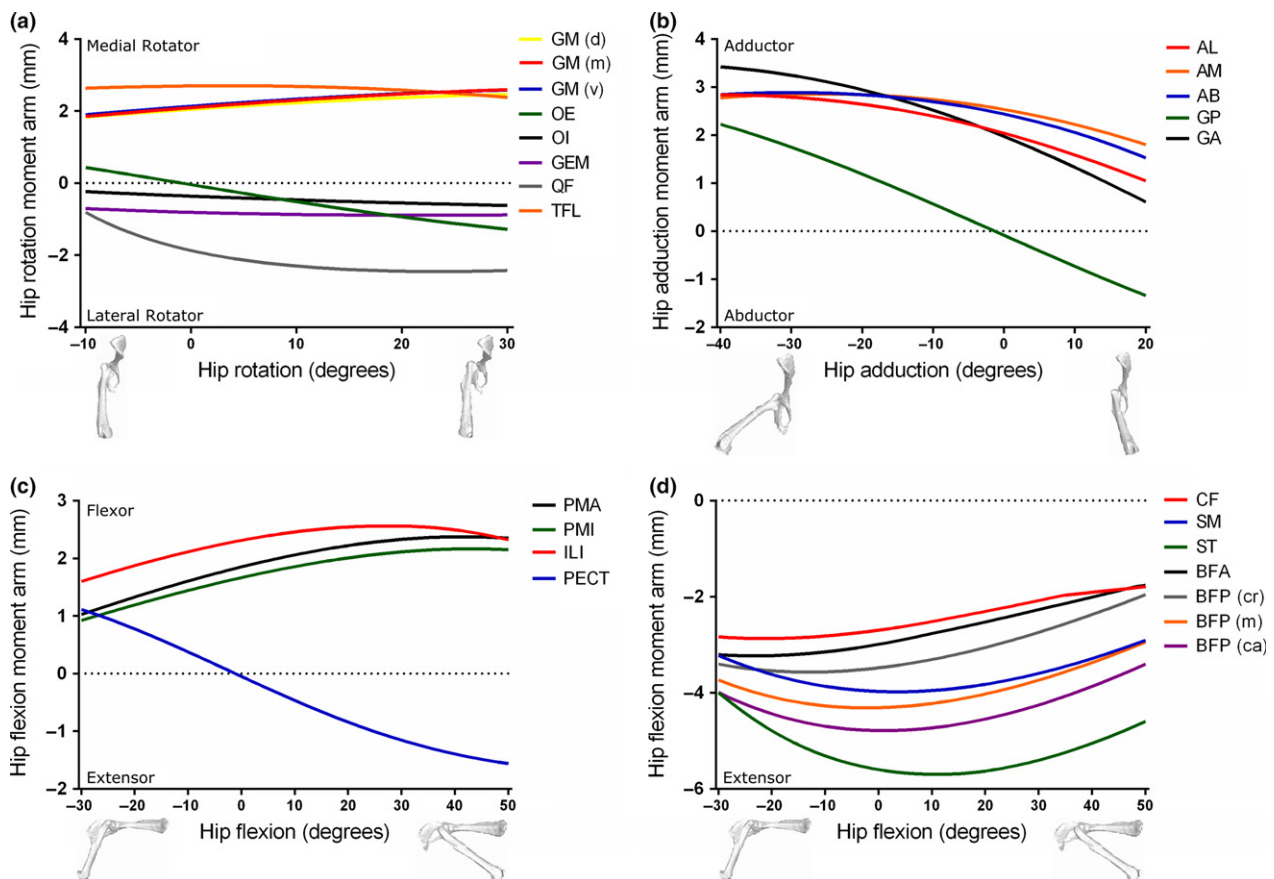 (a)
Hip rotation moment arm (mm)
4
2
0
−2
−4
Medial Rotator
Lateral Rotator
−10
0
10
20
30
Hip rotation (degrees)
GM (d)
GM (m)
GM (v)
OE
OI
GEM
QF
TFL
(b)
Hip adduction moment arm (mm)
4
3
2
1
0
−1
−2
Adductor
Abductor
−40
−30
−20
−10
0
10
20
Hip adduction (degrees)
AL
AM
AB
GP
GA
(c)
Hip flexion moment arm (mm)
3
2
1
0
−1
−2
Flexor
Extensor
−30
−20
−10
0
10
20
30
40
50
Hip flexion (degrees)
PMA
PMI
ILI
PECT
(d)
Hip flexion moment arm (mm)
0
−2
−4
−6
Extensor
−30
−20
−10
0
10
20
30
40
50
Hip flexion (degrees)
CF
SM
ST
BFA
BFP (cr)
BFP (m)
BFP (ca)